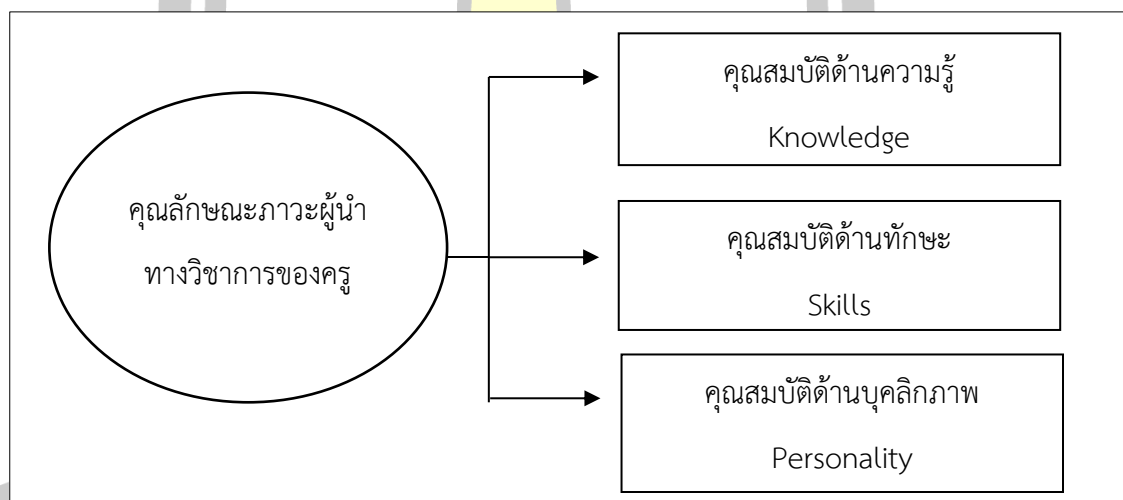 คุณลักษณะภาวะผู้นำ
ทางวิชาการของครู
คุณสมบัติด้านความรู้
Knowledge
คุณสมบัติด้านทักษะ
Skills
คุณสมบัติด้านบุคลิกภาพ
Personality